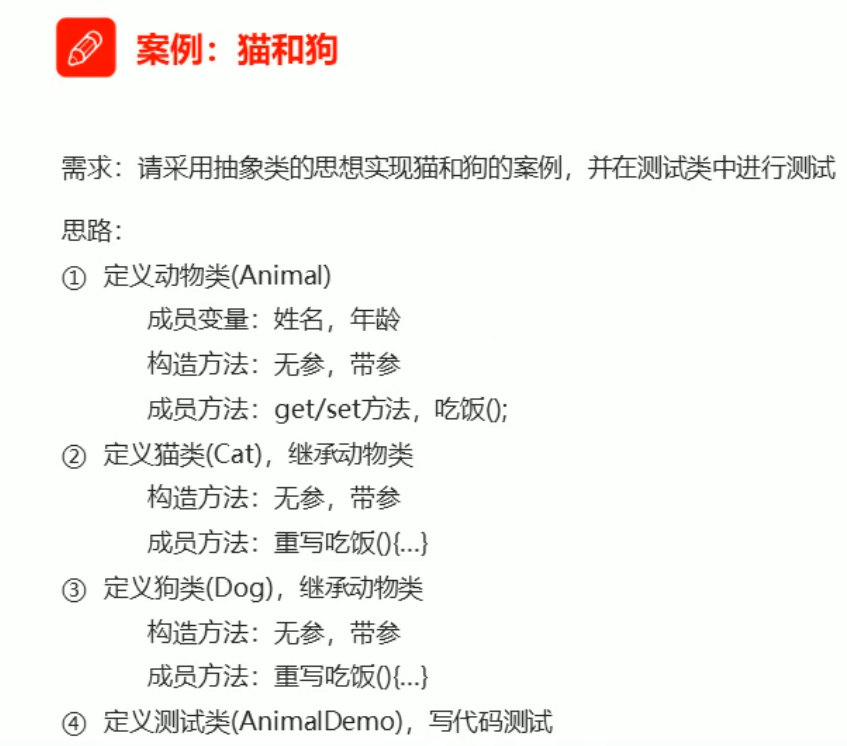 案例：猫和狗
需求：请采用抽象类的思想实现猫和狗的案例，并在测试类中进行测试
思路：
① 定义动物类(Animal)
成员变量：姓名，年龄
构造方法：无参，带参
成员方法：get/set方法，吃饭();
② 定义猫类(Cat)，继承动物类
构造方法：无参，带参
成员方法：重写吃饭(){...}
③ 定义狗类(Dog)，继承动物类
构造方法：无参，带参
成员方法：重写吃饭(){...}
④ 定义测试类(AnimalDemo)，写代码测试